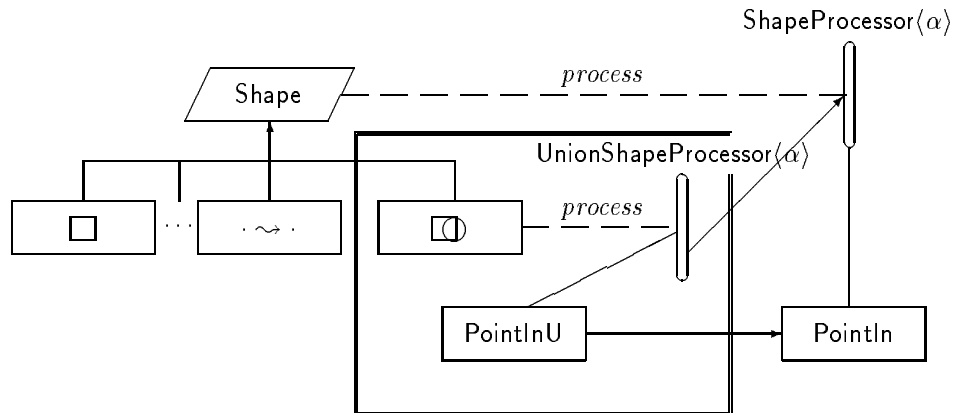 ShapeProcessor⟨α⟩
process
Shape
UnionShapeProcessor⟨α⟩
process
· · ·
· ⤳ ·
PointInU
PointIn